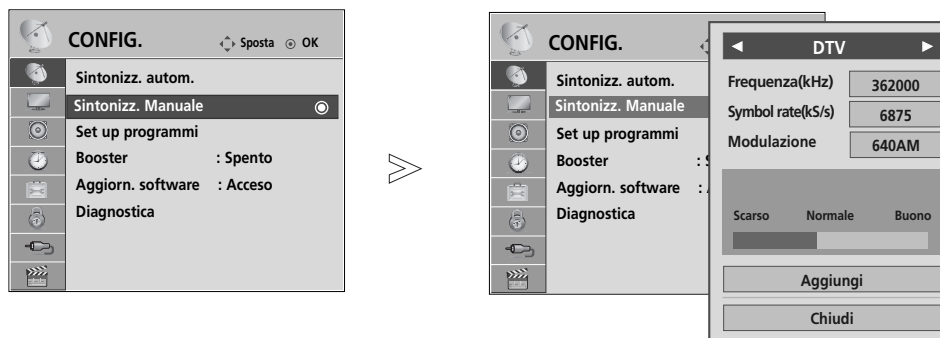 CONFIG.
Sposta OK
Sintonizz. autom.
Sintonizz. Manuale
Set up programmi
Booster : Spento
Aggiorn. software : Acceso
Diagnostica
CONFIG.
Sintonizz. autom.
Sintonizz. Manuale
Set up programmi
Booster : S
Aggiorn. software : A
Diagnostica
DTV
Frequenza(kHz) 362000
Symbol rate(kS/s) 6875
Modulazione 640AM
Scarso Normale Buono
Aggiungi
Chiudi